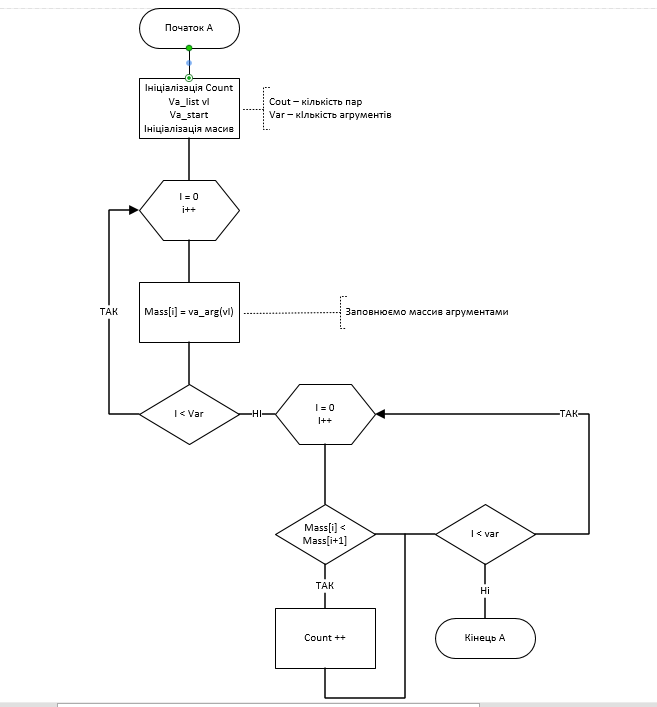 Початок А
Ініціалізація Count
Va_list vl
Va_start
Ініціалізація масив
Cout – кількість пар
Var – кІлькість агрументів
I = 0
i++
ТАК
Mass[i] = va_arg(vl)
Заповнюємо массив агрументами
I < Var
НІ
I = 0
I++
ТАК
Mass[i] <
Mass[i+1]
I < var
ТАК
Ні
Count ++
Кінець А